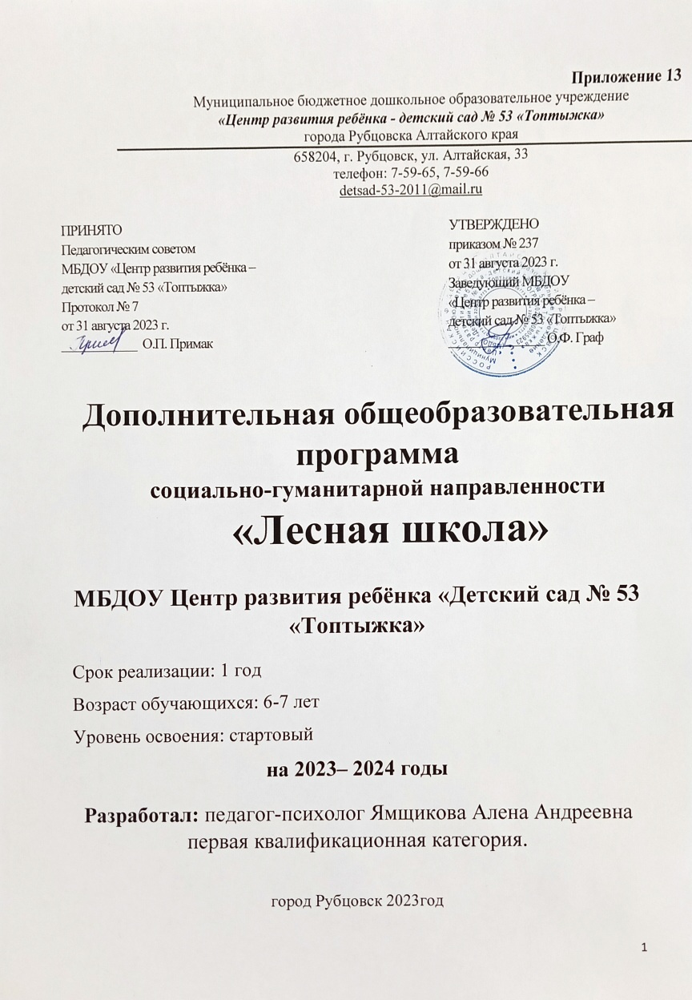 Приложение 13
Муниципальное бюджетное дошкольное образовательное учреждение
«Центр развития ребёнка - детский сад № 53 «Топтыжка»
города Рубцовска Алтайского края
658204, г. Рубцовск, ул. Алтайская, 33
телефон: 7-59-65, 7-59-66
detsad-53-2011@mail.ru
ПРИНЯТО
Педагогическим советом
МБДОУ «Центр развития ребёнка –
детский сад № 53 «Топтыжка»
Протокол № 7
от 31 августа 2023 г.
О.П. Примак
УТВЕРЖДЕНО
приказом № 237
от 31 августа 2023 г.
Заведующий МБДОУ
«Центр развития ребёнка –
детский сад № 53 «Топтыжка»
О.Ф. Граф
Дополнительная общеобразовательная
программа
социально-гуманитарной направленности
«Лесная школа»
МБДОУ Центр развития ребёнка «Детский сад № 53
«Топтыжка»
Срок реализации: 1 год
Возраст обучающихся: 6-7 лет
Уровень освоения: стартовый
на 2023– 2024 годы
Разработал: педагог-психолог Ямщикова Алена Андреевна
первая квалификационная категория.
город Рубцовск 2023год
1